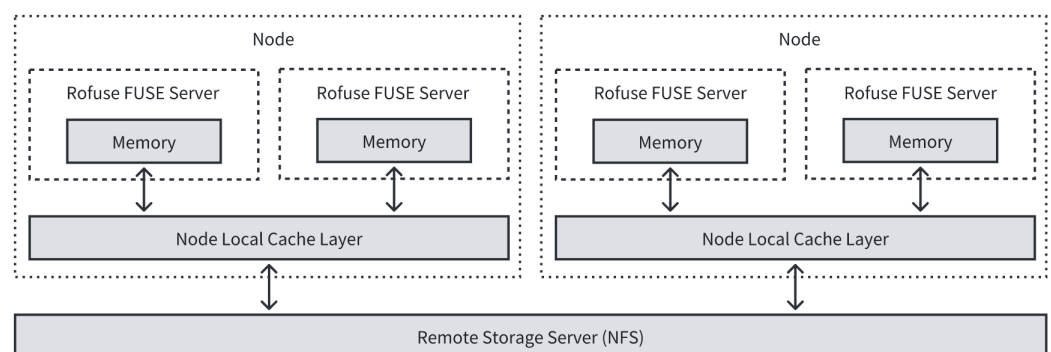 Node
Node
Rofuse FUSE Server
Rofuse FUSE Server
Rofuse FUSE Server
Rofuse FUSE Server
Memory
Memory
Memory
Memory
Node Local Cache Layer
Node Local Cache Layer
Remote Storage Server (NFS)